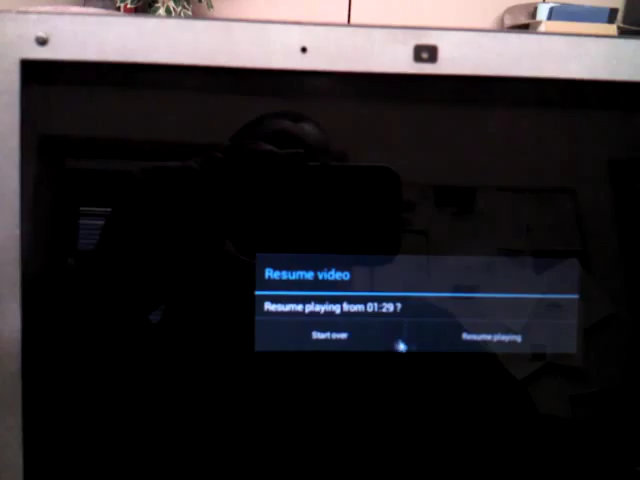 Resume video
Resume playing from 01:29 ?
Start over
Resume playing